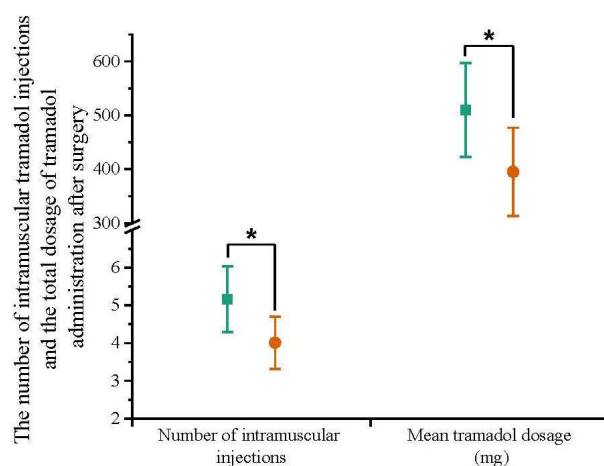 The number of intramuscular tramadol injections
and the total dosage of tramadol
administration after surgery
600
500
400
300
6
5
4
3
2
*
*
Number of intramuscular
injections
Mean tramadol dosage
(mg)